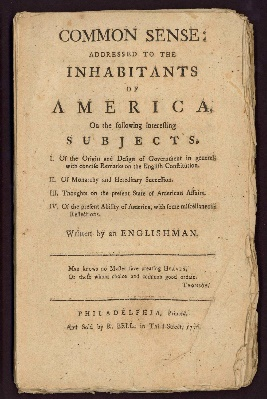 COMMON SENSE:
ADDRESSED TO THE
INHABITANTS
OF
AMERICA,
On the following interesting
SUBJECTS.
I. Of the Origin and Design of Government in general,
with concise Remarks on the English Constitution.
II. Of Monarchy and Hereditary Succession.
III. Thoughts on the present State of American Affairs.
IV. Of the present Ability of America, with some miscellaneous
Reflections.
Written by an ENGLISHMAN.
Man knows no Master save creating HEAVEN,
Or those whom choice and common good ordain.
THOMSON.
PHILADELPHIA, Printed.
And Sold by R. BELL, in Third-Street, 1776.